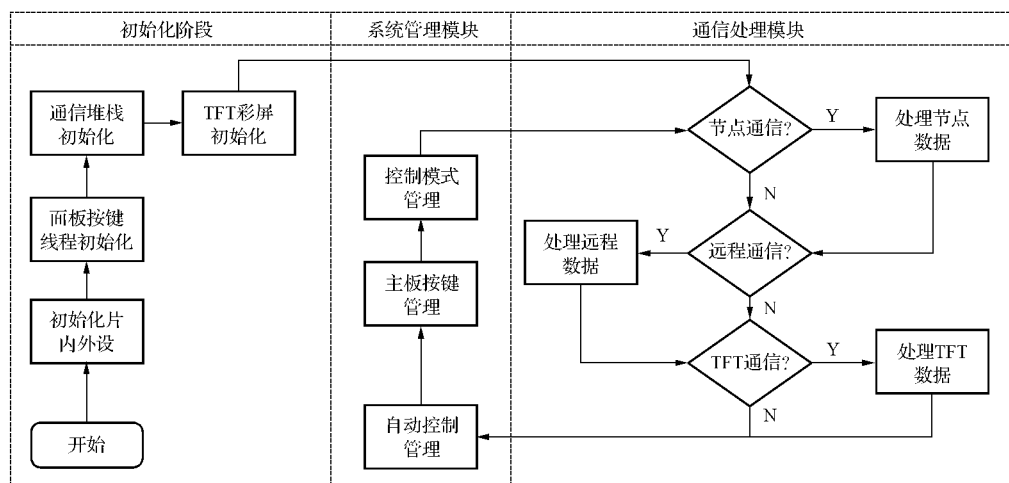 初始化阶段
系统管理模块
通信处理模块
通信堆栈
初始化
TFT彩屏
初始化
面板按键
线程初始化
初始化片
内外设
开始
控制模式
管理
主板按键
管理
自动控制
管理
节点通信?
Y
处理节点
数据
N
远程通信?
Y
处理远程
数据
N
TFT通信?
Y
处理TFT
数据
N